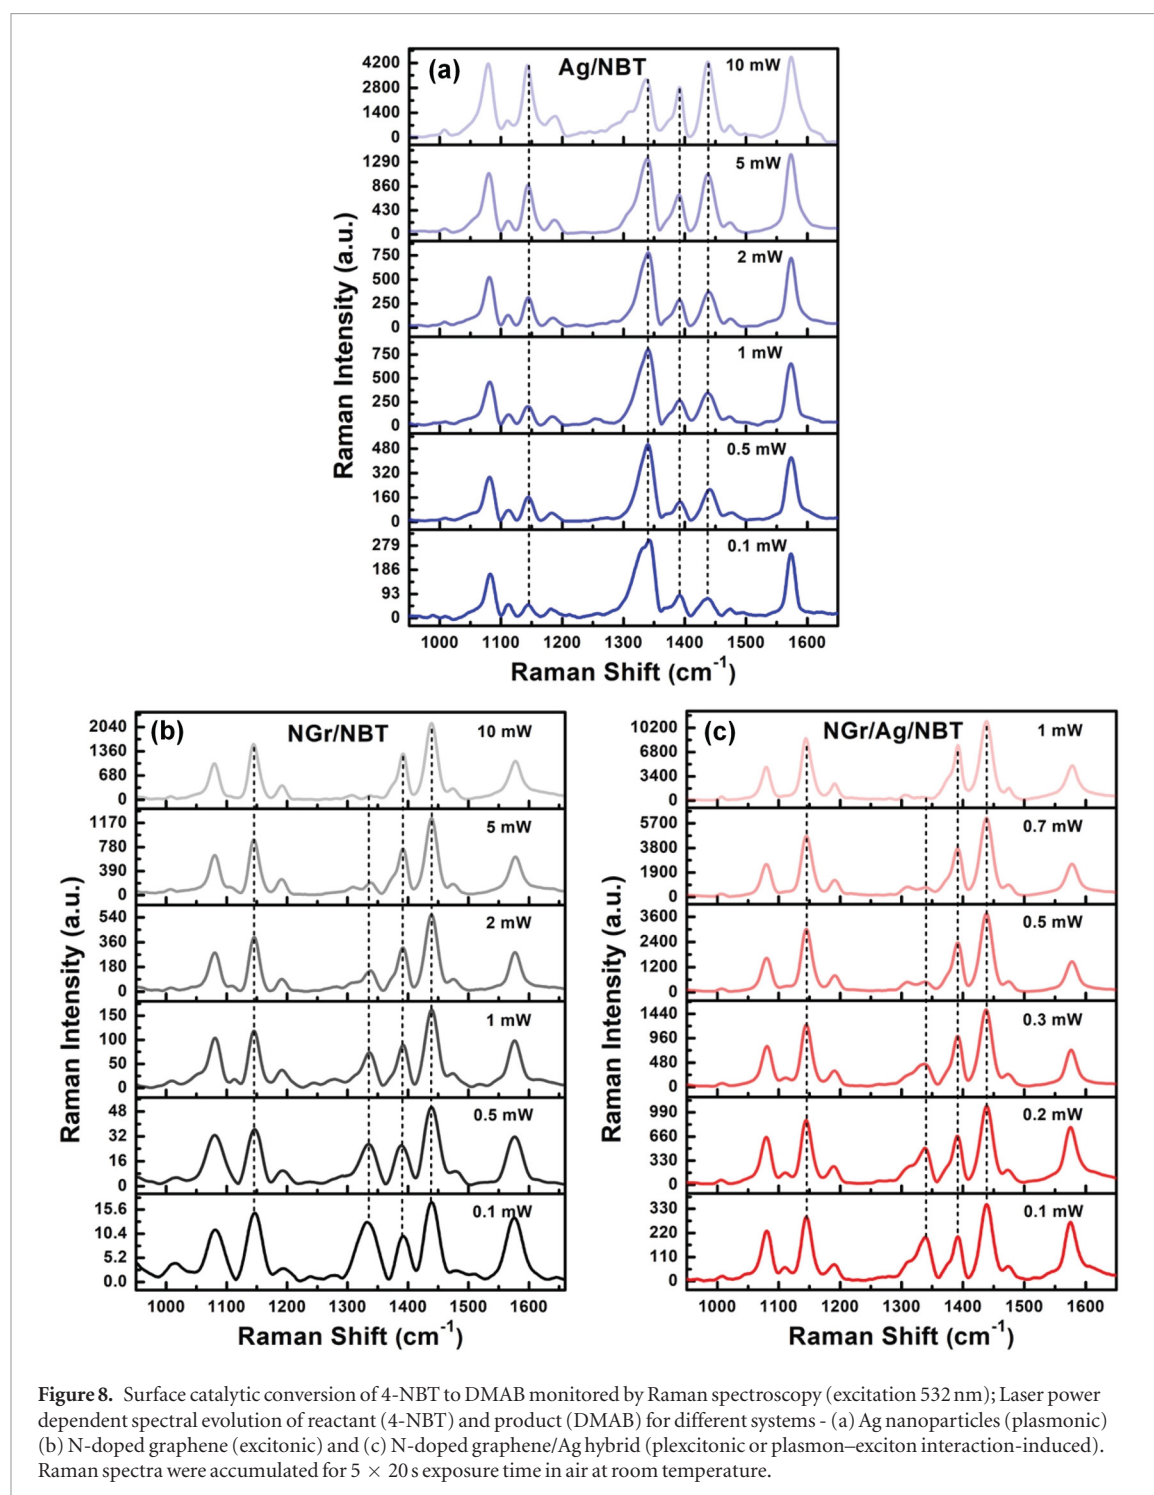 (a) Ag/NBT 10 mW
4200
2800
1400
0
5 mW
1290
860
430
0
2 mW
750
500
250
0
1 mW
750
500
250
0
0.5 mW
480
320
160
0
0.1 mW
279
186
93
0
Raman Intensity (a.u.)
1000 1100 1200 1300 1400 1500 1600
Raman Shift (cm-1)
(b) NGr/NBT 10 mW
2040
1360
680
0
5 mW
1170
780
390
0
2 mW
540
360
180
0
1 mW
150
100
50
0
0.5 mW
48
32
16
0
0.1 mW
15.6
10.4
5.2
0.0
Raman Intensity (a.u.)
1000 1100 1200 1300 1400 1500 1600
Raman Shift (cm-1)
(c) NGr/Ag/NBT 1 mW
10200
6800
3400
0
0.7 mW
5700
3800
1900
0
0.5 mW
3600
2400
1200
0
0.3 mW
1440
960
480
0
0.2 mW
990
660
330
0
0.1 mW
330
220
110
0
Raman Intensity (a.u.)
1000 1100 1200 1300 1400 1500 1600
Raman Shift (cm-1)
Figure 8. Surface catalytic conversion of 4-NBT to DMAB monitored by Raman spectroscopy (excitation 532 nm); Laser power
dependent spectral evolution of reactant (4-NBT) and product (DMAB) for different systems - (a) Ag nanoparticles (plasmonic)
(b) N-doped graphene (excitonic) and (c) N-doped graphene/Ag hybrid (plexcitonic or plasmon–exciton interaction-induced).
Raman spectra were accumulated for 5 × 20 s exposure time in air at room temperature.